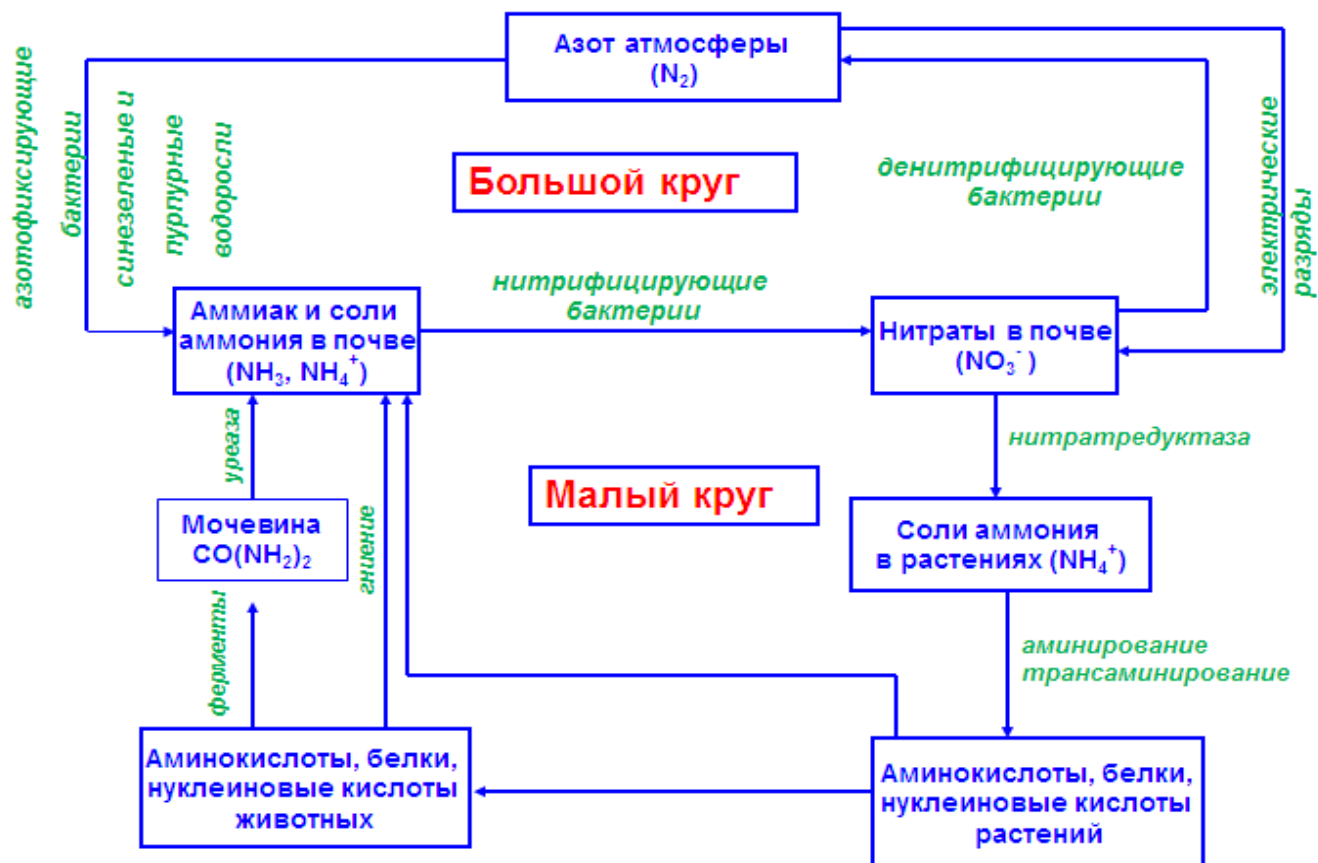 Азот атмосферы
(N₂)
азотофиксирующие
бактерии
синезеленые и
пурпурные
водоросли
Большой круг
денитрифицирующие
бактерии
электрические
разряды
Аммиак и соли
аммония в почве
(NH₃, NH₄⁺)
нитрифицирующие
бактерии
Нитраты в почве
(NO₃⁻)
уреаза
нитратредуктаза
Малый круг
Мочевина
CO(NH₂)₂
гниение
Соли аммония
в растениях (NH₄⁺)
ферменты
аминирование
трансаминирование
Аминокислоты, белки,
нуклеиновые кислоты
животных
Аминокислоты, белки,
нуклеиновые кислоты
растений